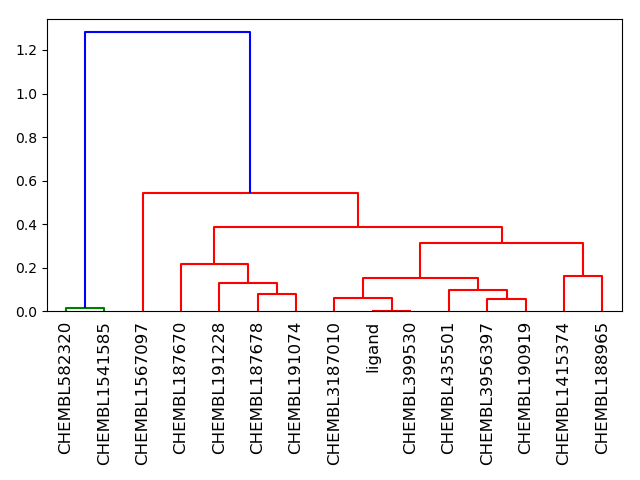 1.2
1.0
0.8
0.6
0.4
0.2
0.0
CHEMBL582320
CHEMBL1541585
CHEMBL1567097
CHEMBL187670
CHEMBL191228
CHEMBL187678
CHEMBL191074
CHEMBL3187010
ligand
CHEMBL399530
CHEMBL435501
CHEMBL3956397
CHEMBL190919
CHEMBL1415374
CHEMBL188965